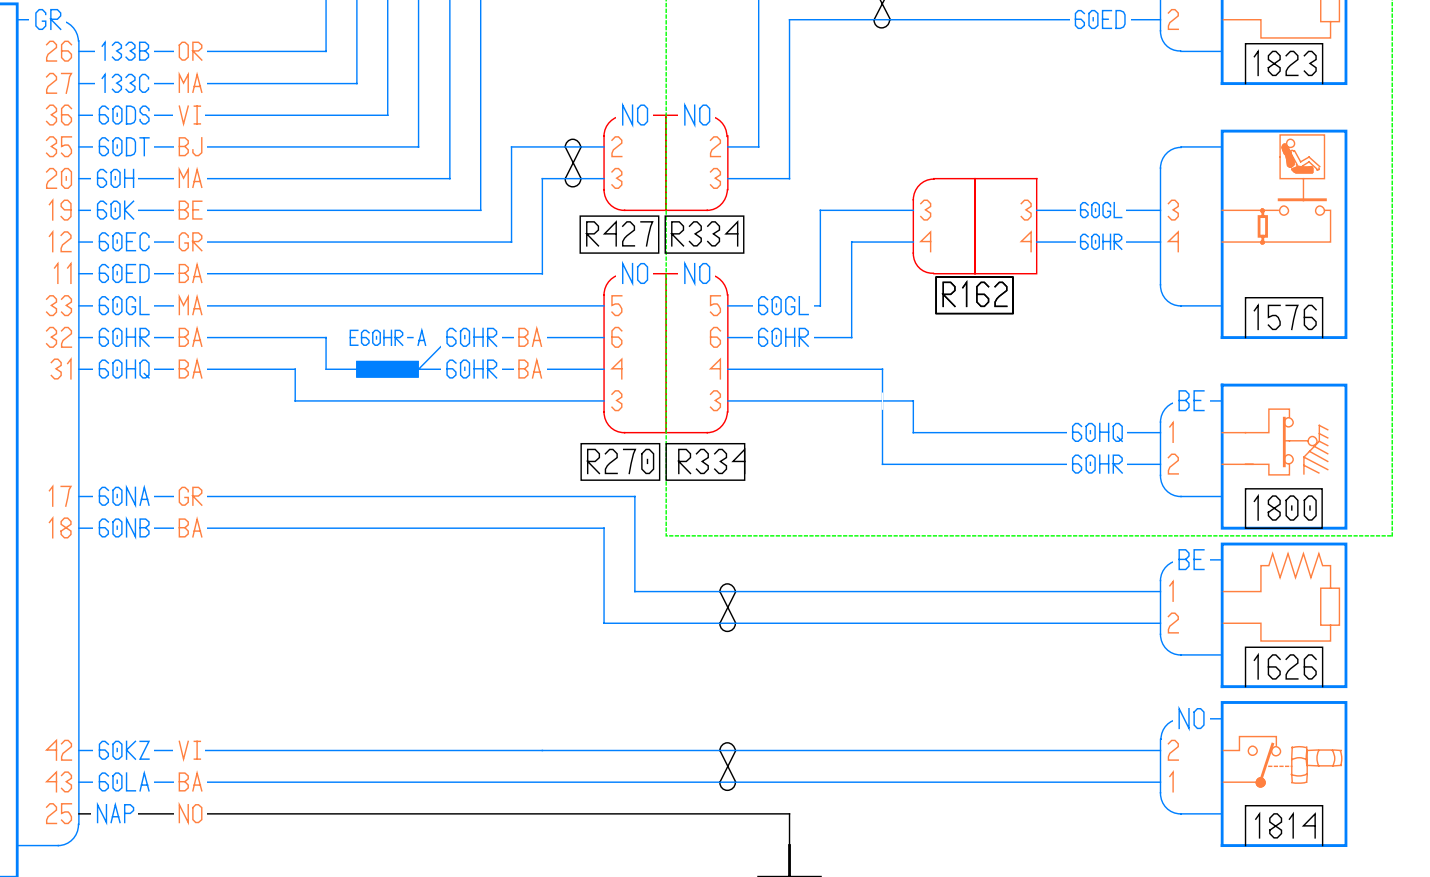 GR
26 133B OR
27 133C MA
36 60DS VI
35 60DT BJ
20 60H MA
19 60K BE
12 60EC GR
11 60ED BA
33 60GL MA
32 60HR BA
31 60HQ BA
17 60NA GR
18 60NB BA
42 60KZ VI
43 60LA BA
25 NAP NO
E60HR-A
60HR BA
60HR BA
NO NO
2 2
3 3
R427 R334
NO NO
5 5 60GL
6 6 60HR
4 4
3 3
R270 R334
3 3 60GL
4 4 60HR
R162
60ED 2
1823
3
4
1576
BE
60HQ 1
60HR 2
1800
BE
1
2
1626
NO
2
1
1814